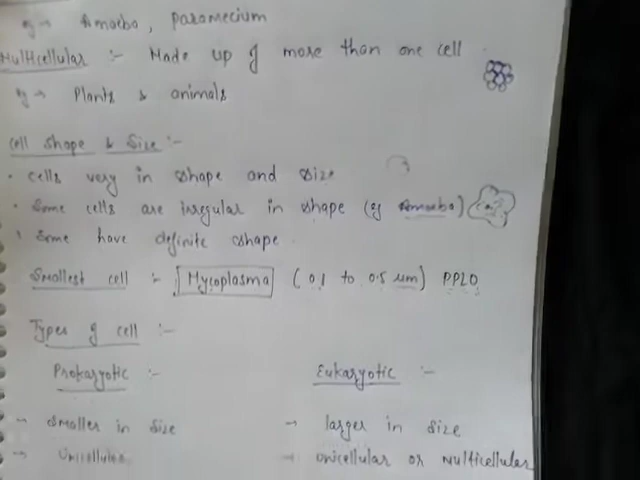 eg → Amoeba, paramecium
Multicellular :- Made up of more than one cell
eg → Plants & animals
Cell shape & Size :-
• Cells very in shape and size
• Some cells are irregular in shape (eg Amoeba)
• Some have definite shape
Smallest cell :- Mycoplasma (0.1 to 0.5 um) PPLO
Types of cell :-
Prokaryotic :- Eukaryotic :-
→ Smaller in Size → larger in Size
→ Unicellular → unicellular or Multicellular